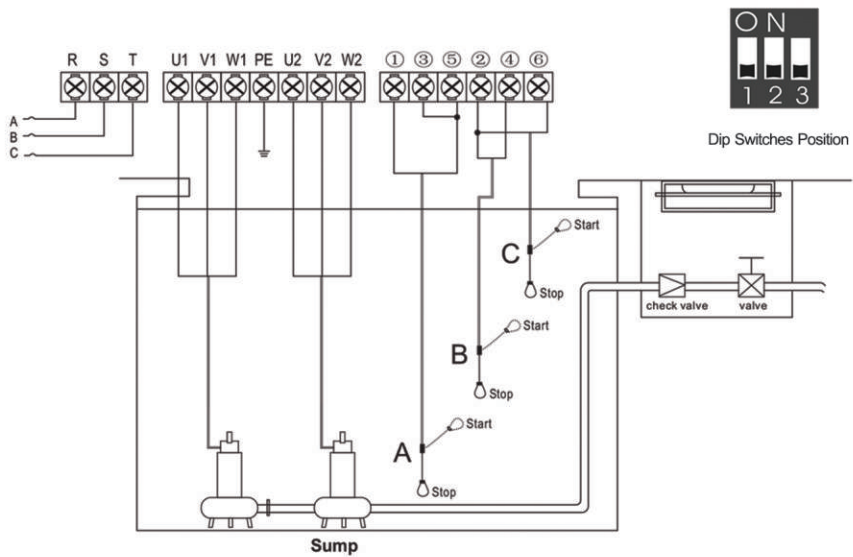 R S T U1 V1 W1 PE U2 V2 W2 ① ③ ⑤ ② ④ ⑥
ON
1 2 3
Dip Switches Position
A
B
C
Start
C
Stop
check valve
valve
Start
B
Stop
Start
A
Stop
Sump